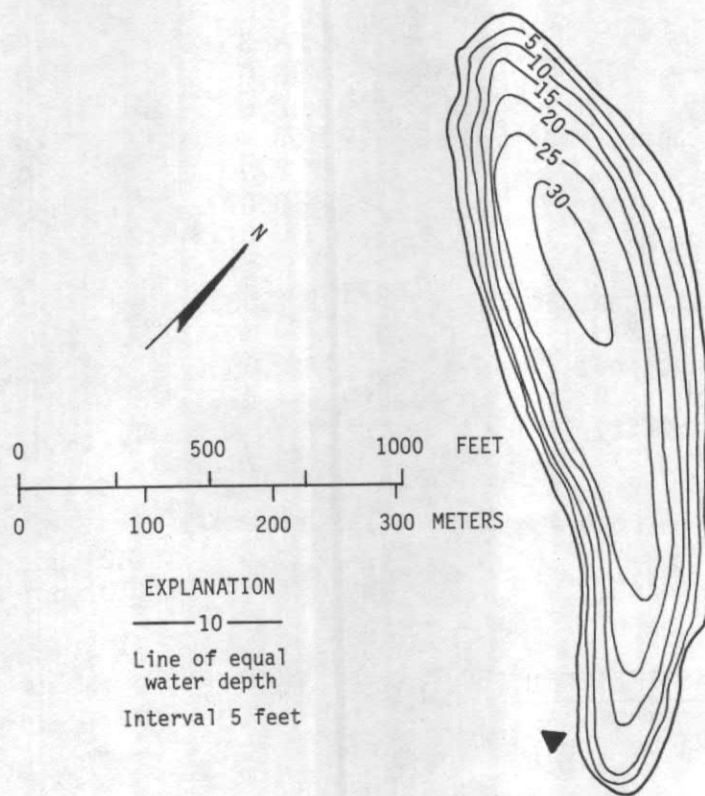 5
10
15
20
25
30
N
0 500 1000 FEET
0 100 200 300 METERS
EXPLANATION
10
Line of equal
water depth
Interval 5 feet